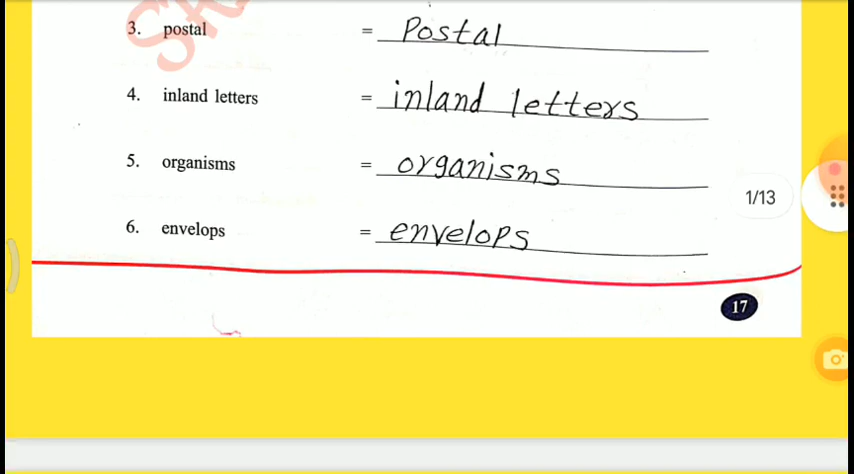 3. postal = Postal
4. inland letters = inland letters
5. organisms = organisms
1/13
6. envelops = envelops
17